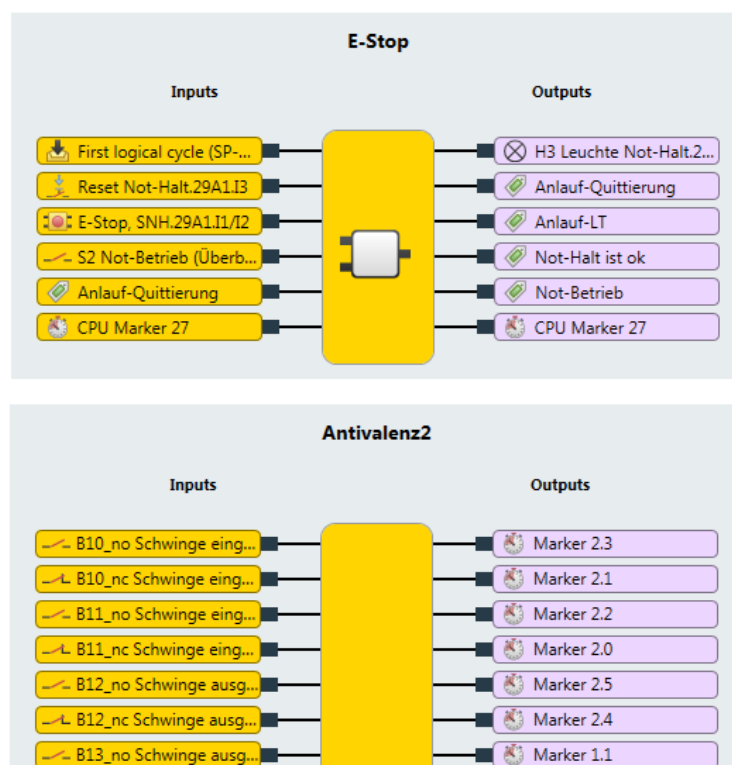 E-Stop
Inputs Outputs
First logical cycle (SP-... H3 Leuchte Not-Halt.2...
Reset Not-Halt.29A1.I3 Anlauf-Quittierung
E-Stop, SNH.29A1.I1/I2 Anlauf-LT
S2 Not-Betrieb (Überb... Not-Halt ist ok
Anlauf-Quittierung Not-Betrieb
CPU Marker 27 CPU Marker 27
Antivalenz2
Inputs Outputs
B10_no Schwinge eing... Marker 2.3
B10_nc Schwinge eing... Marker 2.1
B11_no Schwinge eing... Marker 2.2
B11_nc Schwinge eing... Marker 2.0
B12_no Schwinge ausg... Marker 2.5
B12_nc Schwinge ausg... Marker 2.4
B13_no Schwinge ausg... Marker 1.1